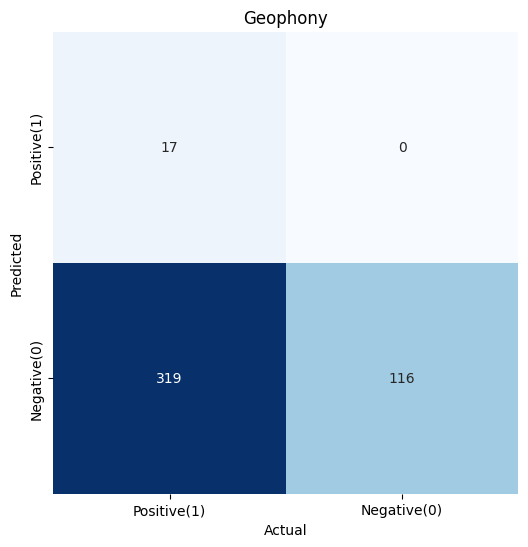 Geophony
Predicted
Positive(1)
17
0
Negative(0)
319
116
Positive(1)
Negative(0)
Actual